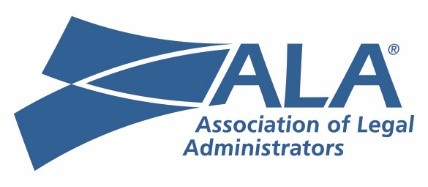 ALA®
Association of Legal
Administrators